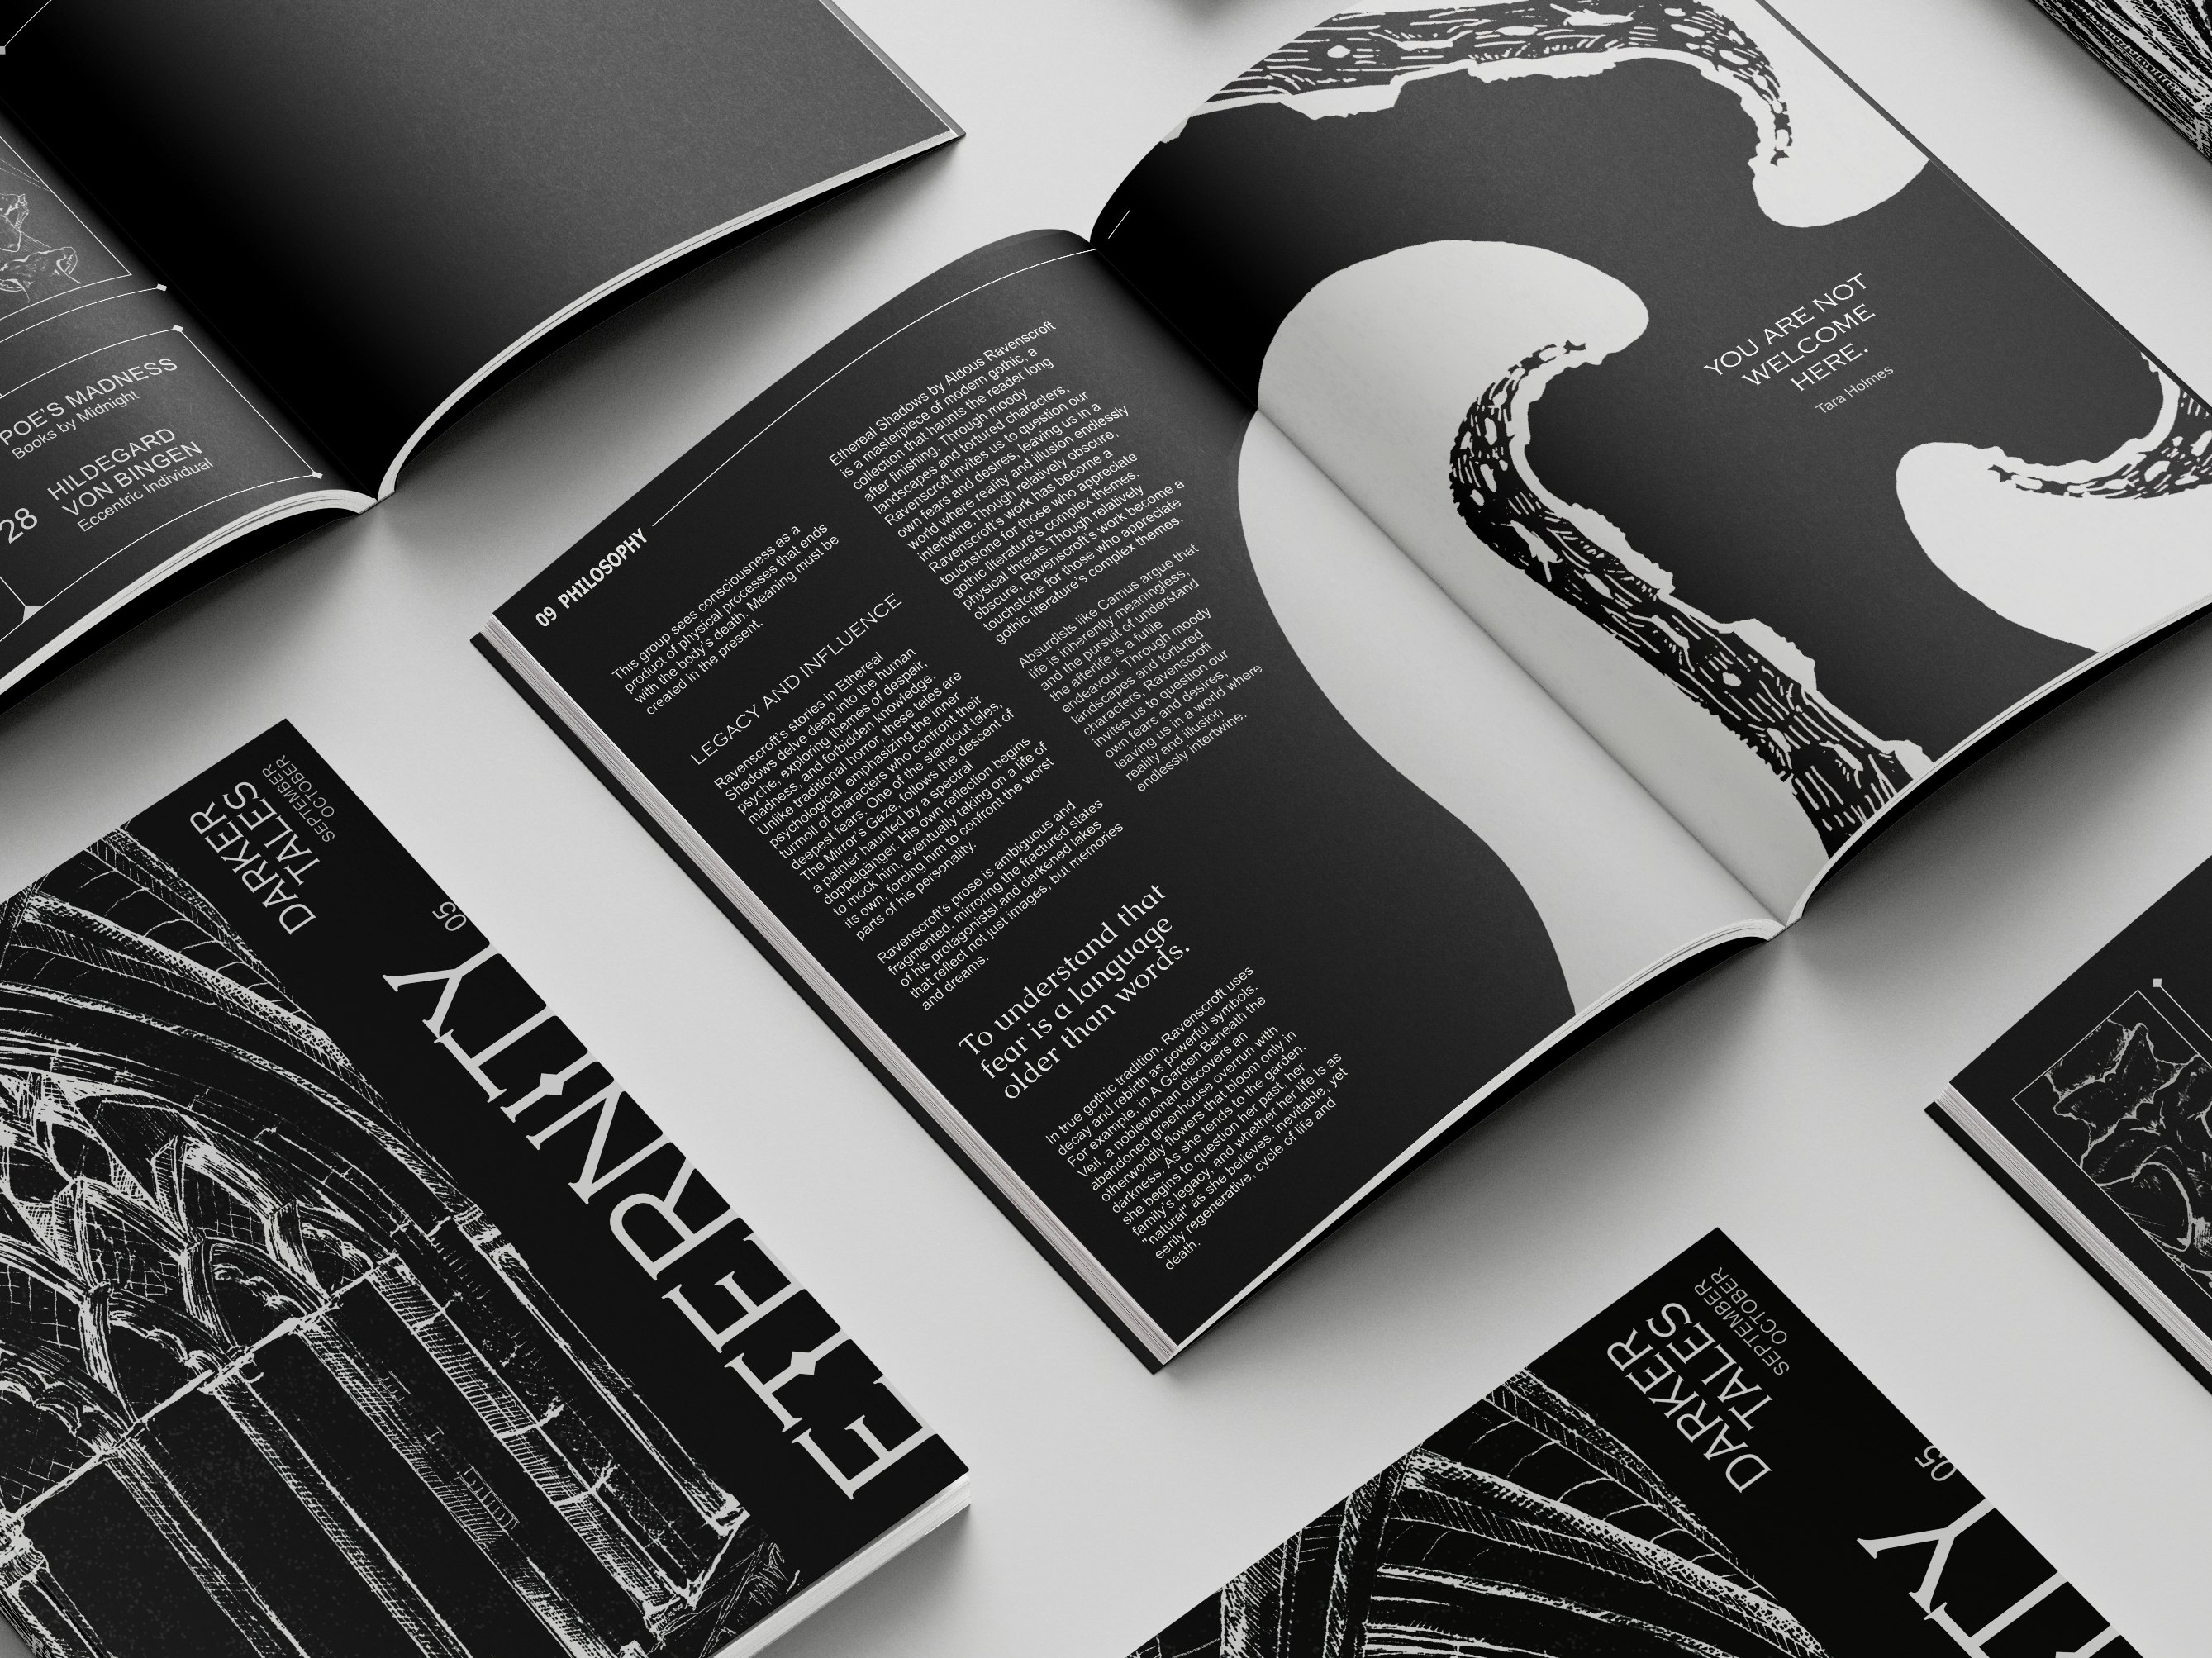 POE'S MADNESS
Books by Midnight
28
HILDEGARD
VON BINGEN
Eccentric Individual
09 PHILOSOPHY
This group sees consciousness as a
product of physical processes that ends
with the body's death. Meaning must be
created in the present.
LEGACY AND INFLUENCE
Ravenscroft's stories in Ethereal
Shadows delve deep into the human
psyche, exploring themes of despair,
madness, and forbidden knowledge.
Unlike traditional horror, these tales are
psychological, emphasizing the inner
turmoil of characters who confront their
deepest fears. One of the standout tales,
The Mirror's Gaze, follows the descent of
a painter haunted by a spectral
doppelgänger. His own reflection begins
to mock him, eventually taking on a life of
its own, forcing him to confront the worst
parts of his personality.
Ravenscroft's prose is ambiguous and
fragmented, mirroring the fractured states
of his protagonistsl and darkened lakes
that reflect not just images, but memories
and dreams.
To understand that
fear is a language
older than words.
In true gothic tradition, Ravenscroft uses
decay and rebirth as powerful symbols.
For example, in A Garden Beneath the
Veil, a noblewoman discovers an
abandoned greenhouse overrun with
otherworldly flowers that bloom only in
darkness. As she tends to the garden,
she begins to question her past, her
family's legacy, and whether her life is as
"natural" as she believes. inevitable, yet
eerily regenerative, cycle of life and
death.
Ethereal Shadows by Aldous Ravenscroft
is a masterpiece of modern gothic, a
collection that haunts the reader long
after finishing. Through moody
landscapes and tortured characters,
Ravenscroft invites us to question our
own fears and desires, leaving us in a
world where reality and illusion endlessly
intertwine.Though relatively obscure,
Ravenscroft's work has become a
touchstone for those who appreciate
gothic literature's complex themes.
physical threats.Though relatively
obscure, Ravenscroft's work become a
touchstone for those who appreciate
gothic literature's complex themes.
Absurdists like Camus argue that
life is inherently meaningless,
and the pursuit of understand
the afterlife is a futile
endeavour. Through moody
landscapes and tortured
characters, Ravenscroft
invites us to question our
own fears and desires,
leaving us in a world where
reality and illusion
endlessly intertwine.
YOU ARE NOT
WELCOME
HERE.
Tara Holmes
DARKER
TALES
SEPTEMBER
OCTOBER
05
ETERNITY
DARKER
TALES
SEPTEMBER
OCTOBER
05